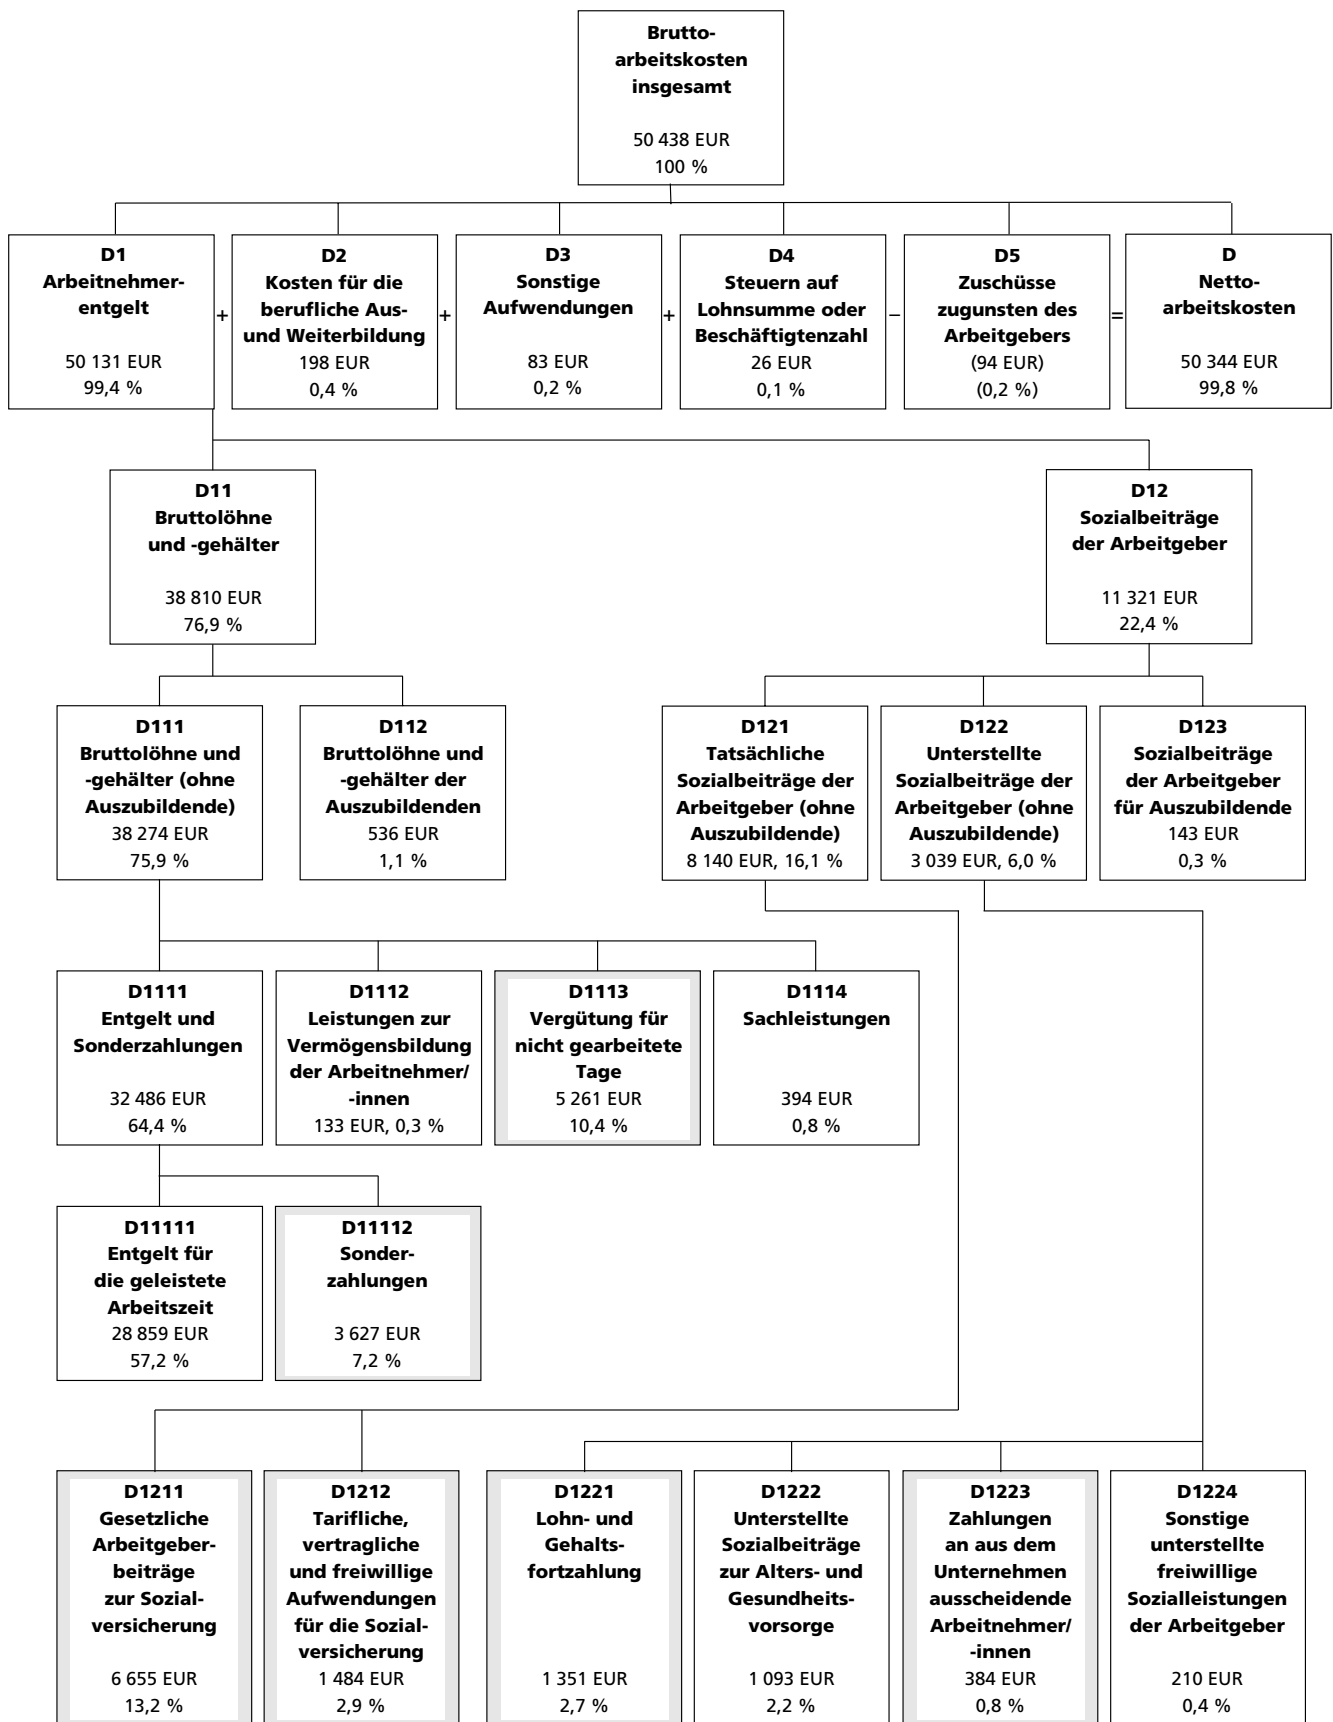 Brutto-
arbeitskosten
insgesamt
50 438 EUR
100 %
D1
Arbeitnehmer-
entgelt
50 131 EUR
99,4 %
+
D2
Kosten für die
berufliche Aus-
und Weiterbildung
198 EUR
0,4 %
+
D3
Sonstige
Aufwendungen
83 EUR
0,2 %
+
D4
Steuern auf
Lohnsumme oder
Beschäftigtenzahl
26 EUR
0,1 %
–
D5
Zuschüsse
zugunsten des
Arbeitgebers
(94 EUR)
(0,2 %)
=
D
Netto-
arbeitskosten
50 344 EUR
99,8 %
D11
Bruttolöhne
und -gehälter
38 810 EUR
76,9 %
D12
Sozialbeiträge
der Arbeitgeber
11 321 EUR
22,4 %
D111
Bruttolöhne und
-gehälter (ohne
Auszubildende)
38 274 EUR
75,9 %
D112
Bruttolöhne und
-gehälter der
Auszubildenden
536 EUR
1,1 %
D121
Tatsächliche
Sozialbeiträge der
Arbeitgeber (ohne
Auszubildende)
8 140 EUR, 16,1 %
D122
Unterstellte
Sozialbeiträge der
Arbeitgeber (ohne
Auszubildende)
3 039 EUR, 6,0 %
D123
Sozialbeiträge
der Arbeitgeber
für Auszubildende
143 EUR
0,3 %
D1111
Entgelt und
Sonderzahlungen
32 486 EUR
64,4 %
D1112
Leistungen zur
Vermögensbildung
der Arbeitnehmer/
-innen
133 EUR, 0,3 %
D1113
Vergütung für
nicht gearbeitete
Tage
5 261 EUR
10,4 %
D1114
Sachleistungen
394 EUR
0,8 %
D11111
Entgelt für
die geleistete
Arbeitszeit
28 859 EUR
57,2 %
D11112
Sonder-
zahlungen
3 627 EUR
7,2 %
D1211
Gesetzliche
Arbeitgeber-
beiträge
zur Sozial-
versicherung
6 655 EUR
13,2 %
D1212
Tarifliche,
vertragliche
und freiwillige
Aufwendungen
für die Sozial-
versicherung
1 484 EUR
2,9 %
D1221
Lohn- und
Gehalts-
fortzahlung
1 351 EUR
2,7 %
D1222
Unterstellte
Sozialbeiträge
zur Alters- und
Gesundheits-
vorsorge
1 093 EUR
2,2 %
D1223
Zahlungen
an aus dem
Unternehmen
ausscheidende
Arbeitnehmer/
-innen
384 EUR
0,8 %
D1224
Sonstige
unterstellte
freiwillige
Sozialleistungen
der Arbeitgeber
210 EUR
0,4 %